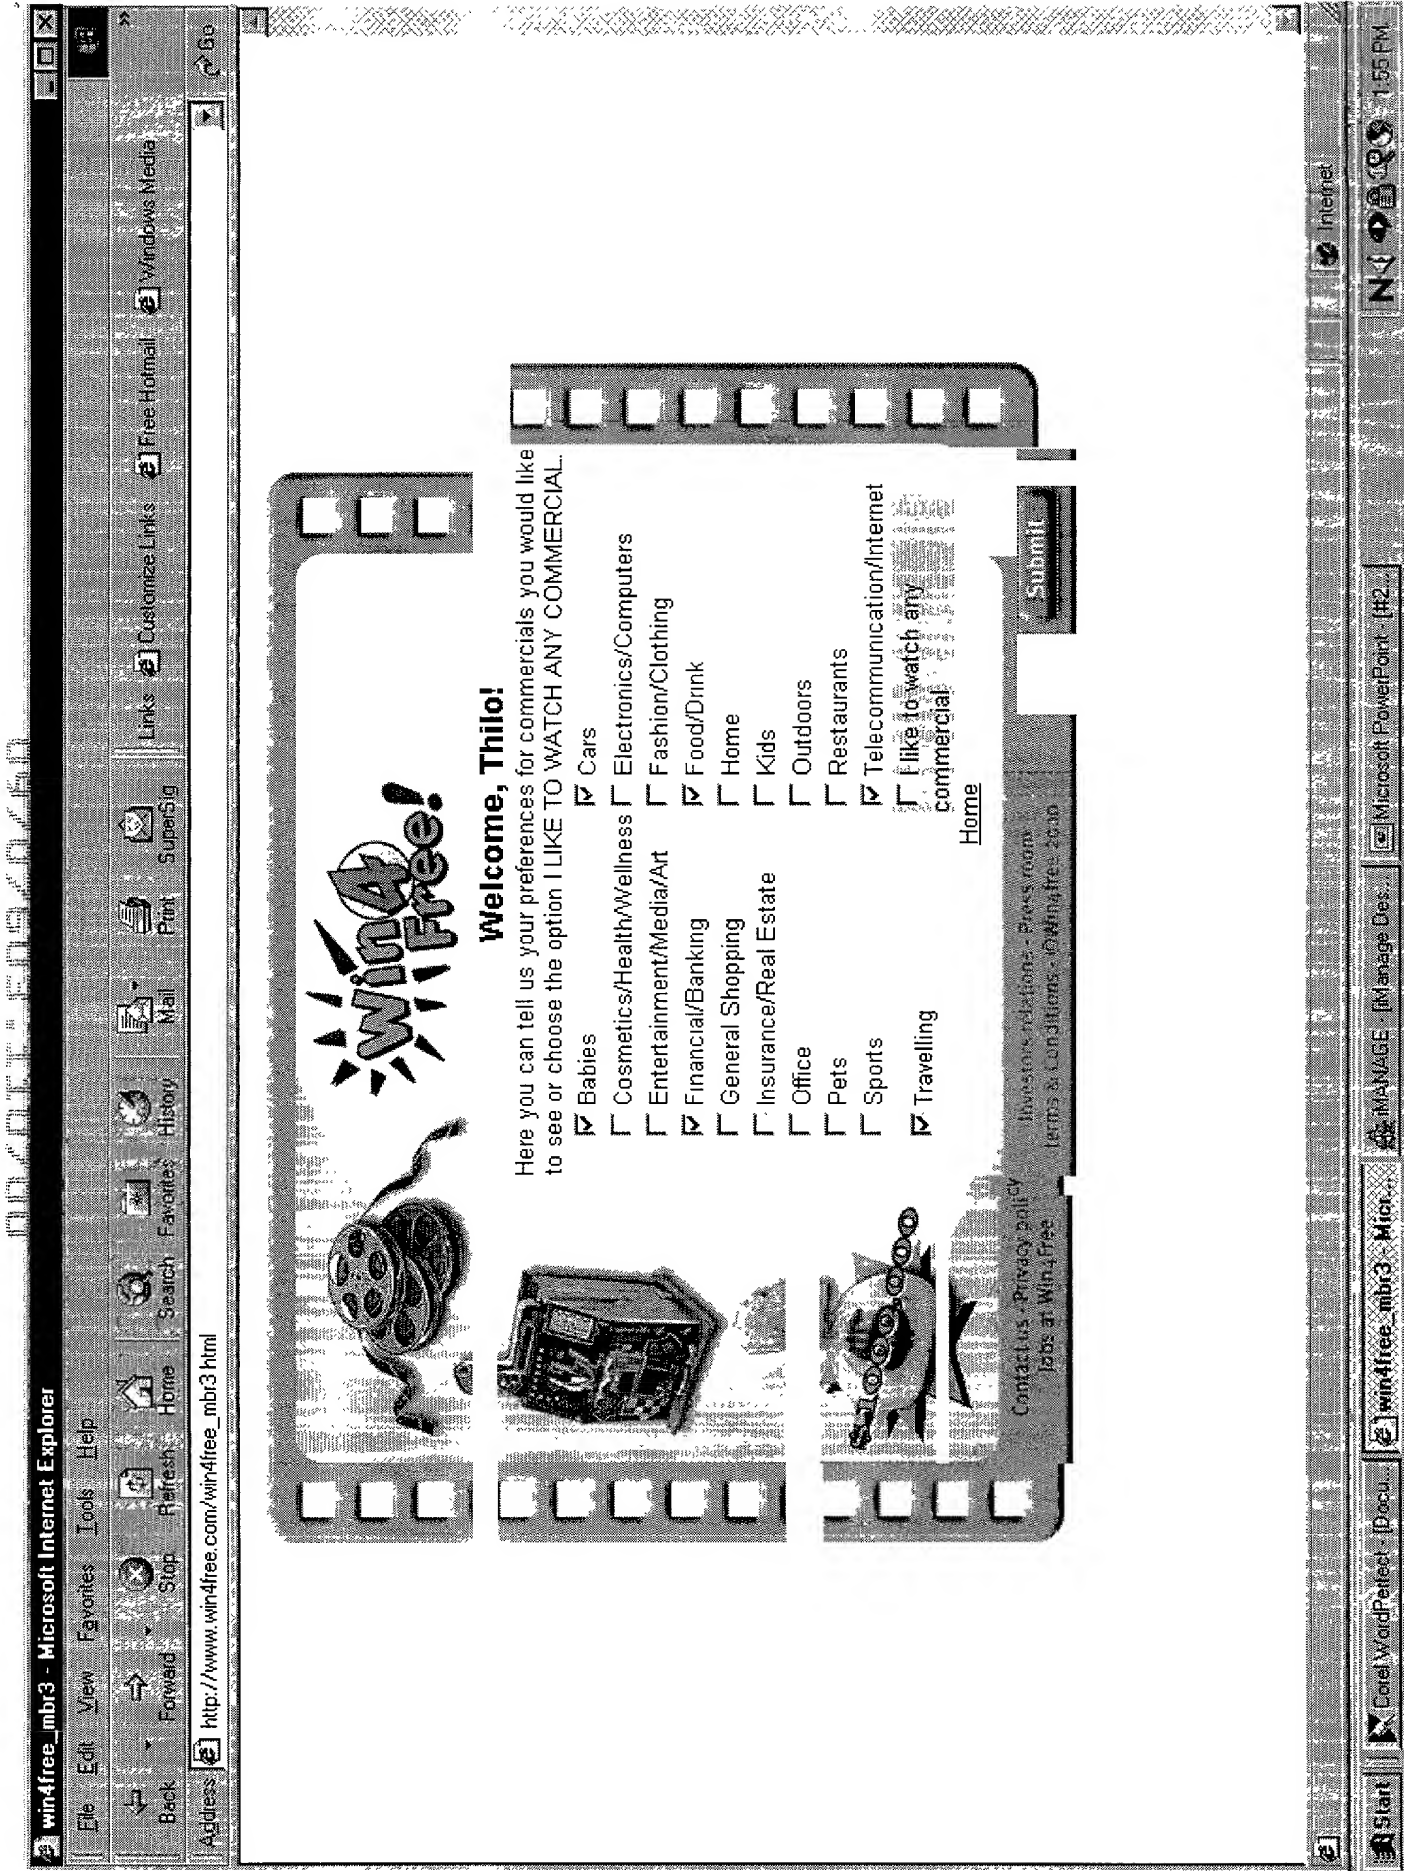 win4free_mbr3 - Microsoft Internet Explorer
File Edit View Favorites Tools Help
Back Forward Stop Refresh Home Search Favorites History Mail Print SuperSig Links Customize Links Free Hotmail Windows Media »
Address http://www.win4free.com/win4free_mbr3.html Go
Win4
Free!
Welcome, Thilo!
Here you can tell us your preferences for commercials you would like
to see or choose the option I LIKE TO WATCH ANY COMMERCIAL.
Babies Cars
Cosmetics/Health/Wellness Electronics/Computers
Entertainment/Media/Art Fashion/Clothing
Financial/Banking Food/Drink
General Shopping Home
Insurance/Real Estate Kids
Office Outdoors
Pets Restaurants
Sports Telecommunication/Internet
Travelling I like to watch any
commercial
Home
Contact us - Privacy policy Investors relations - Press room
Jobs at Win4Free terms & Conditions - ©Win4free 2000
Submit
Internet
Start Corel WordPerfect - [Docu... win4free_mbr3 - Micr... iMANAGE - [iManage Des... Microsoft PowerPoint - [#2... N 1:55 PM